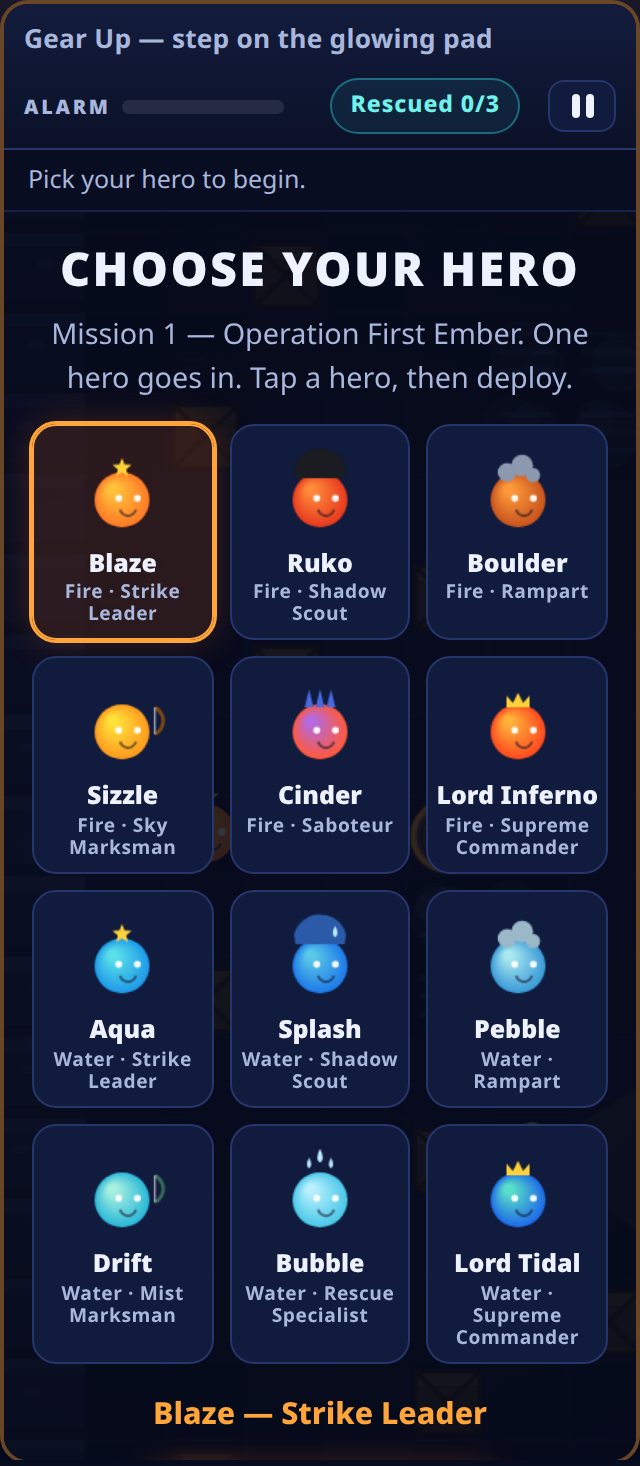 Gear Up — step on the glowing pad
ALARM
Rescued 0/3
Pick your hero to begin.
CHOOSE YOUR HERO
Mission 1 — Operation First Ember. One
hero goes in. Tap a hero, then deploy.
Blaze
Fire · Strike
Leader
Ruko
Fire · Shadow
Scout
Boulder
Fire · Rampart
Sizzle
Fire · Sky
Marksman
Cinder
Fire · Saboteur
Lord Inferno
Fire · Supreme
Commander
Aqua
Water · Strike
Leader
Splash
Water · Shadow
Scout
Pebble
Water ·
Rampart
Drift
Water · Mist
Marksman
Bubble
Water · Rescue
Specialist
Lord Tidal
Water ·
Supreme
Commander
Blaze — Strike Leader